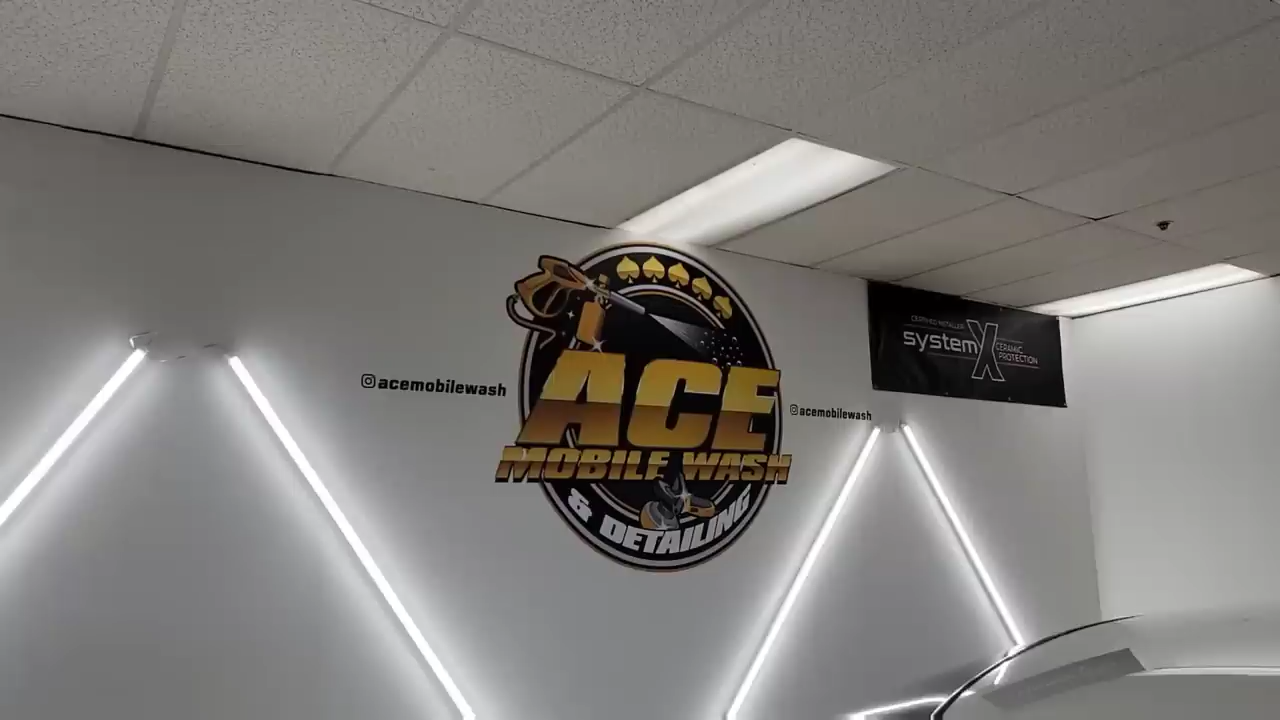 acemobilewash
ACE
MOBILE WASH
& DETAILING
acemobilewash
CERTIFIED INSTALLER
systemX
CERAMIC
PROTECTION